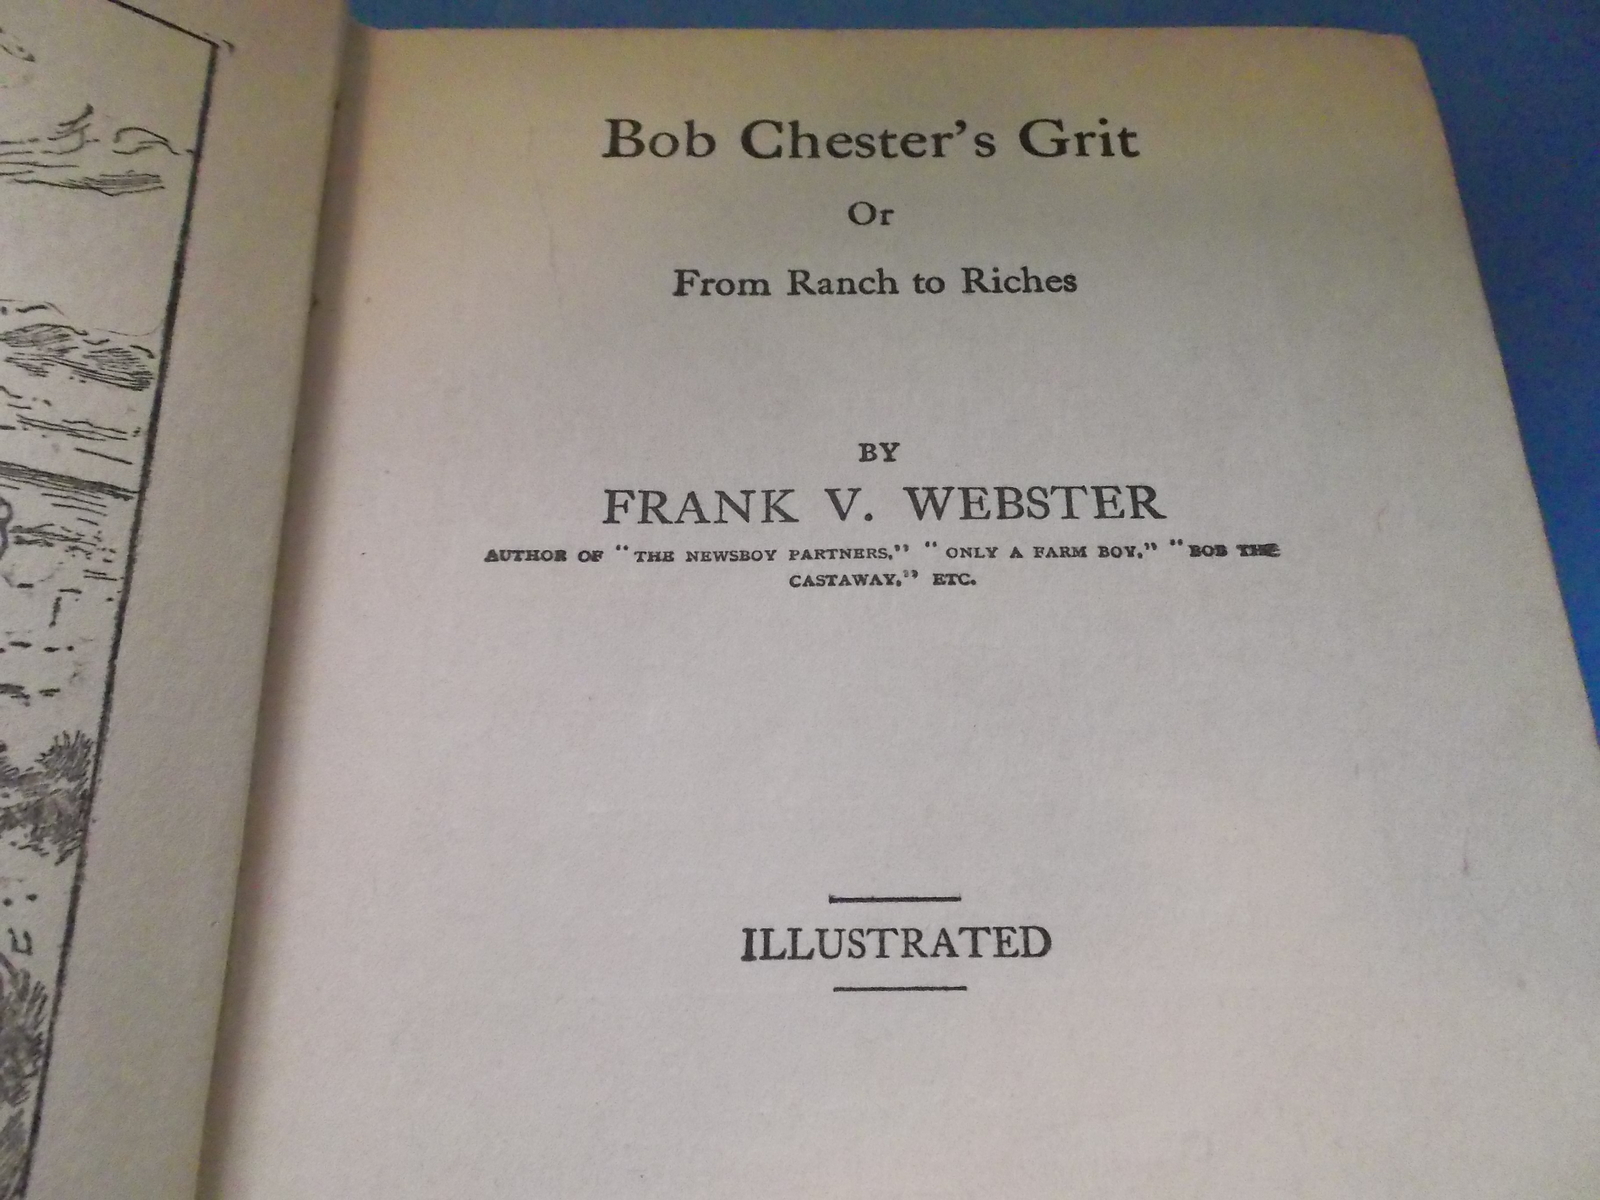 Bob Chester's Grit
Or
From Ranch to Riches
BY
FRANK V. WEBSTER
AUTHOR OF "THE NEWSBOY PARTNERS," "ONLY A FARM BOY," "BOB THE
CASTAWAY," ETC.
ILLUSTRATED